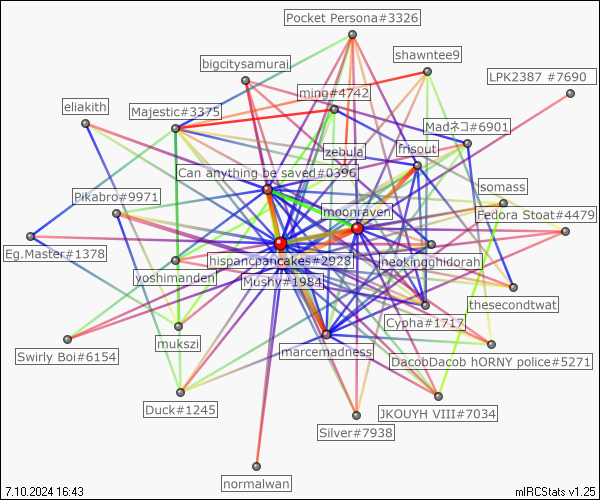 Pocket Persona#3326
shawntee9
bigcitysamurai
LPK2387 #7690
ming#4742
eliakith
Majestic#3375
Madネコ#6901
frisout
zebula
Can anything be saved#0396
somass
Pikabro#9971
moonraven
Fedora Stoat#4479
Eg.Master#1378
hispancpancakes#2928
neokingghidorah
yoshimanden
Mushy#1984
thesecondtwat
Cypha#1717
mukszi
marcemadness
Swirly Boi#6154
DacobDacob hORNY police#5271
Duck#1245
JKOUYH VIII#7034
Silver#7938
normalwan
7.10.2024 16:43
mIRCStats v1.25